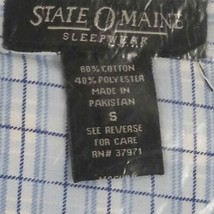 STATE O MAINE
SLEEPWEAR
60% COTTON
40% POLYESTER
MADE IN
PAKISTAN
S
SEE REVERSE
FOR CARE
RN# 37971